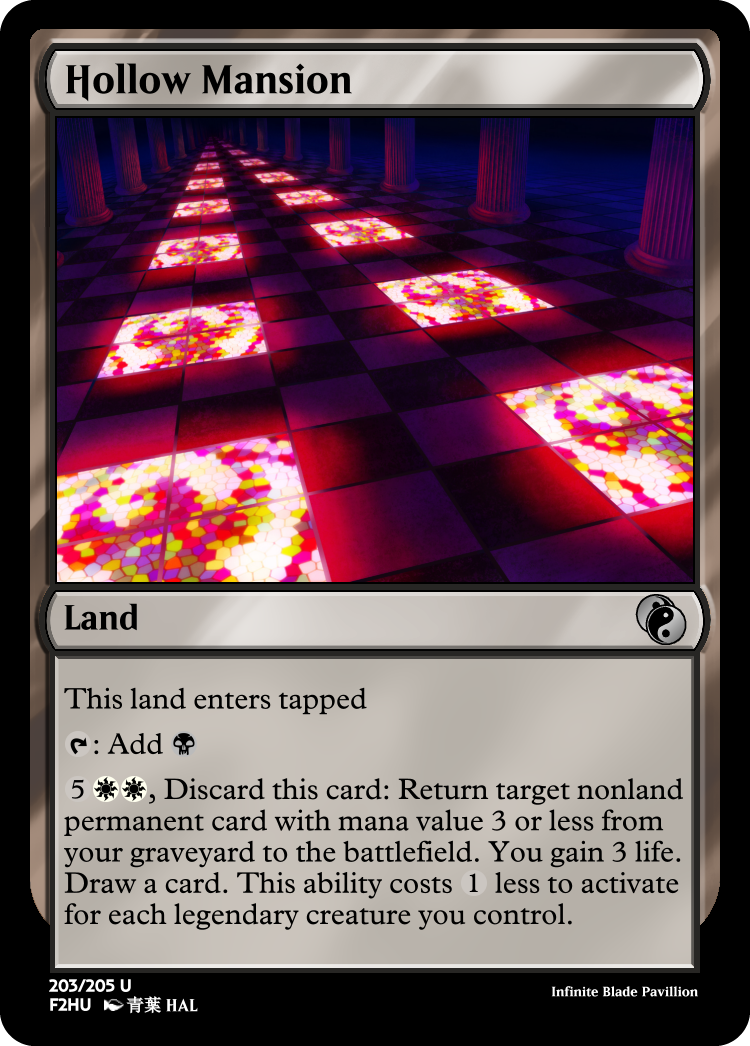 Hollow Mansion
Land
This land enters tapped
: Add
5 , Discard this card: Return target nonland
permanent card with mana value 3 or less from
your graveyard to the battlefield. You gain 3 life.
Draw a card. This ability costs 1 less to activate
for each legendary creature you control.
203/205 U
F2HU 青葉 HAL
Infinite Blade Pavillion